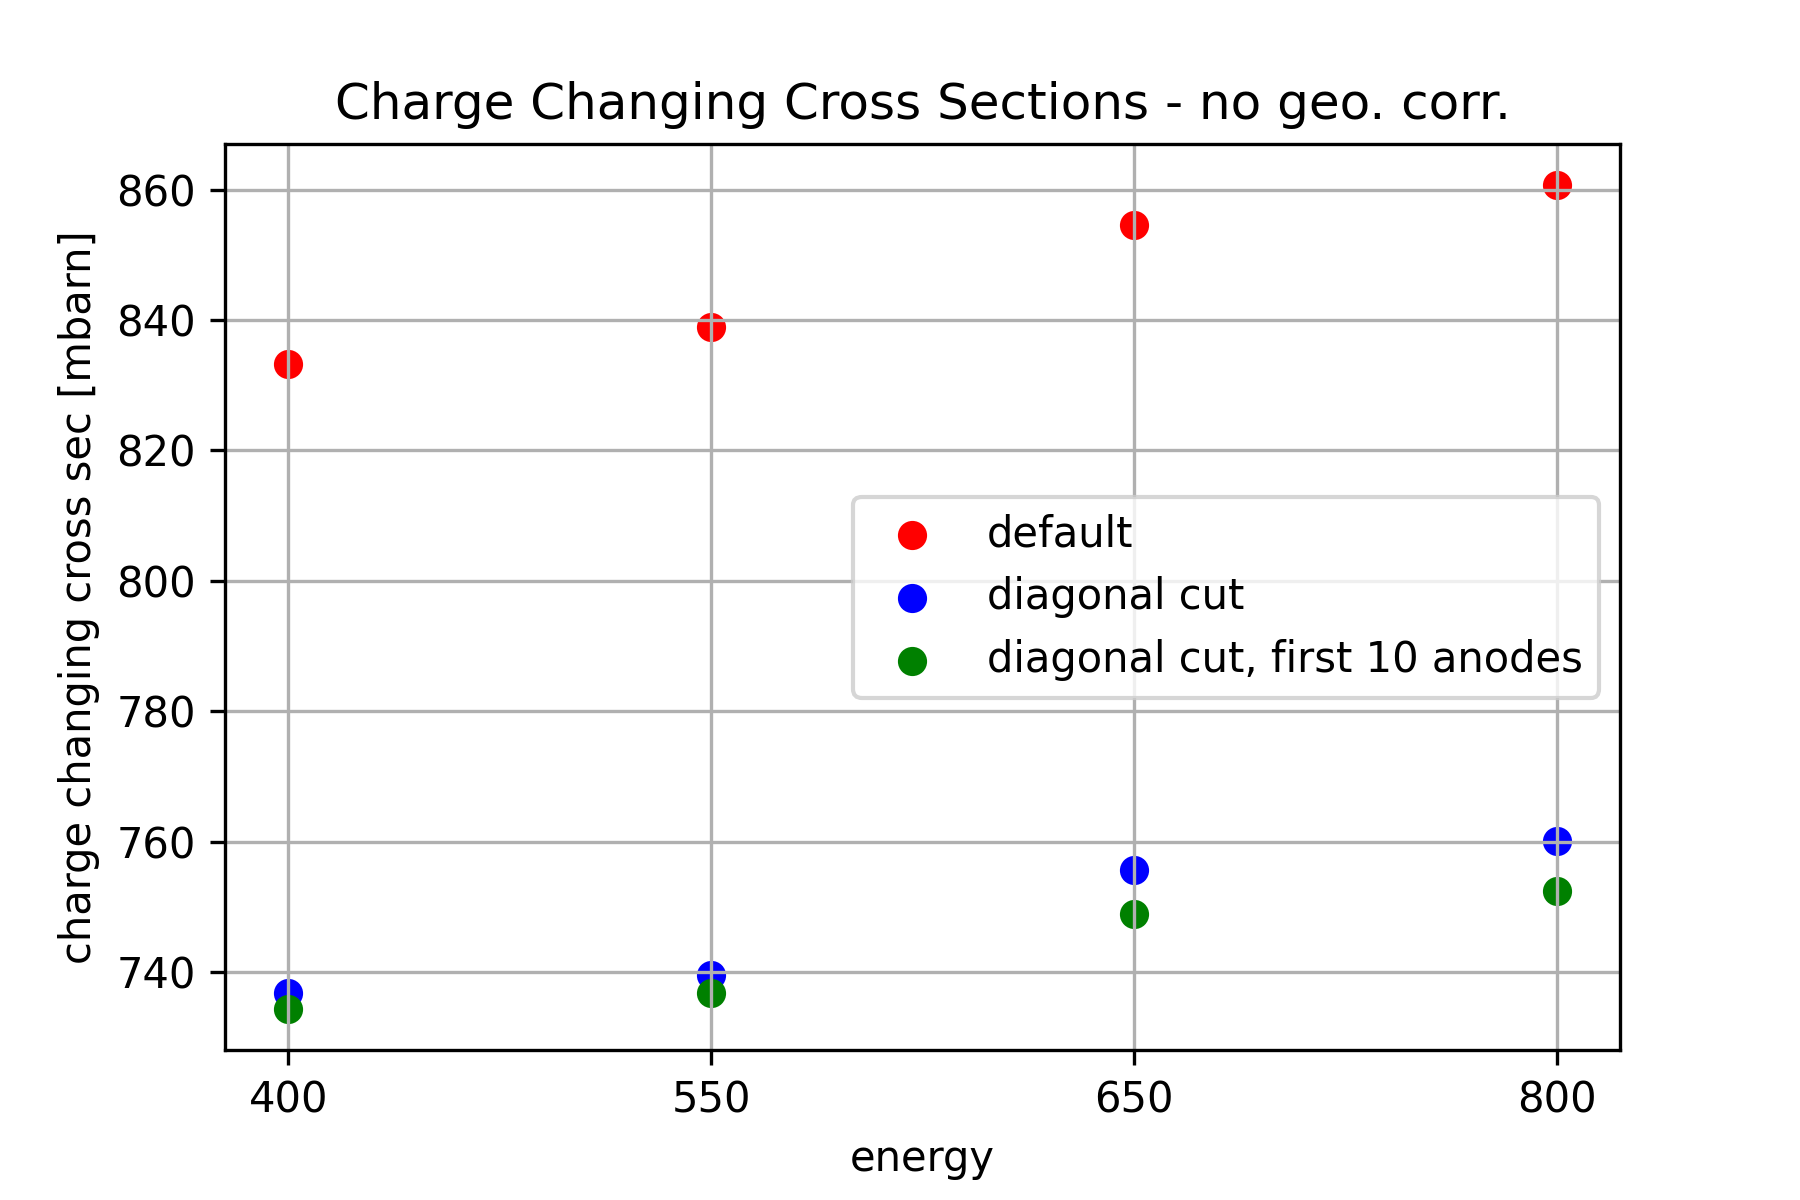 Charge Changing Cross Sections - no geo. corr.
charge changing cross sec [mbarn]
860
840
820
800
780
760
740
default
diagonal cut
diagonal cut, first 10 anodes
400 550 650 800
energy